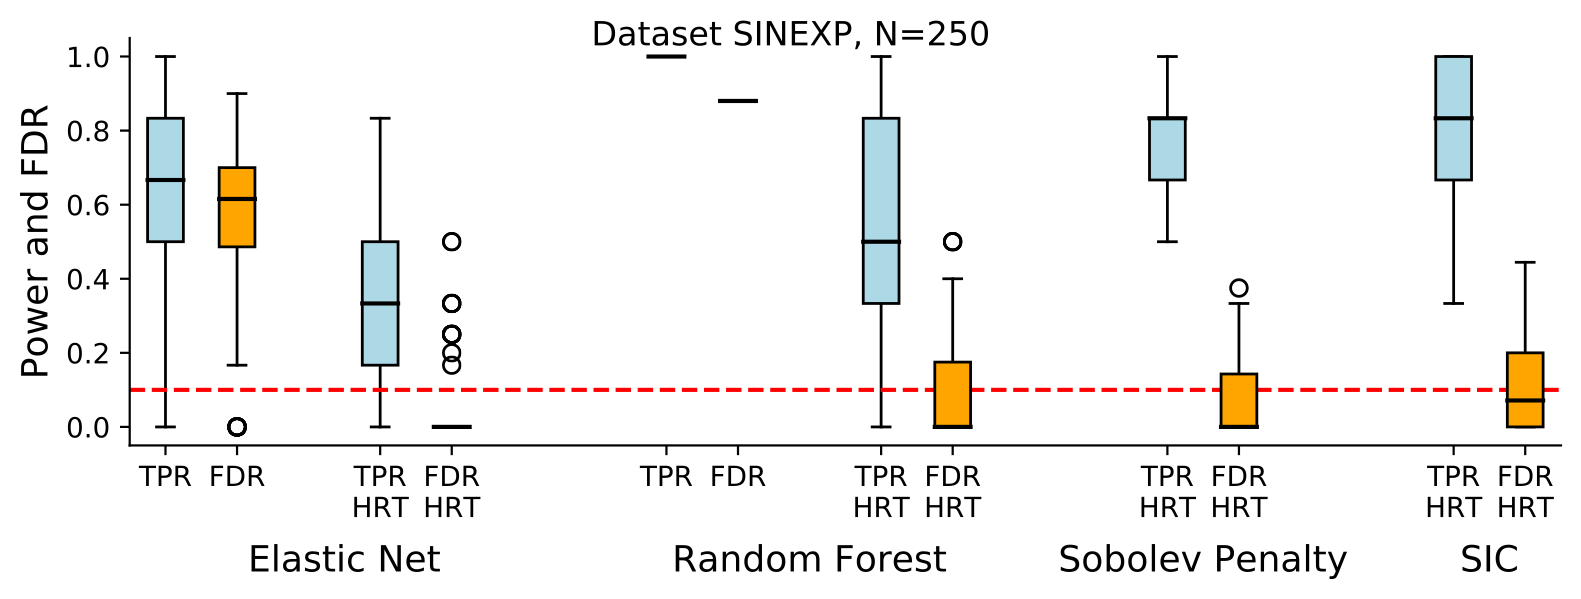 Dataset SINEXP, N=250
Power and FDR
1.0
0.8
0.6
0.4
0.2
0.0
TPR FDR TPR FDR TPR FDR TPR FDR TPR FDR TPR FDR
HRT HRT HRT HRT HRT HRT HRT HRT
Elastic Net Random Forest Sobolev Penalty SIC